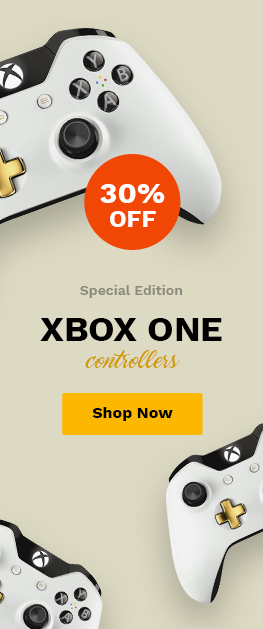 Y
X
B
A
30%
OFF
Special Edition
XBOX ONE
controllers
Shop Now
Y
X
B
A